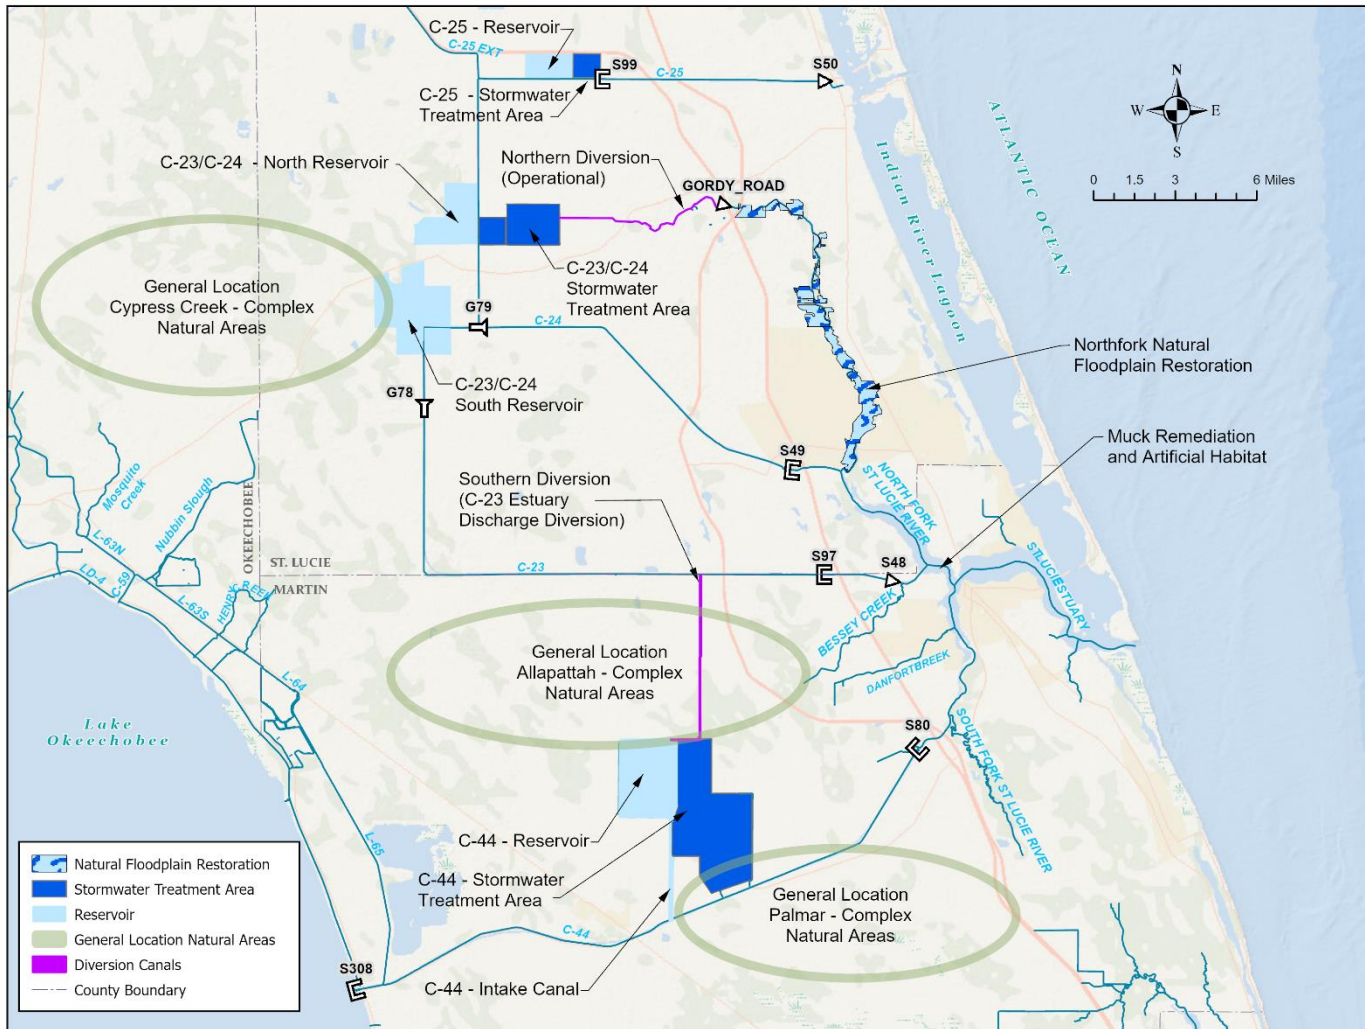 C-25 - Reservoir
C-25 EXT
S99
C-25
S50
C-25 - Stormwater
Treatment Area
N
W
E
S
0
1.5
3
6 Miles
ATLANTIC OCEAN
Indian River Lagoon
C-23/C-24 - North Reservoir
Northern Diversion
(Operational)
GORDY_ROAD
General Location
Cypress Creek - Complex
Natural Areas
C-23/C-24
Stormwater
Treatment Area
G79
C-24
Northfork Natural
Floodplain Restoration
C-23/C-24
South Reservoir
G78
S49
Muck Remediation
and Artificial Habitat
Southern Diversion
(C-23 Estuary
Discharge Diversion)
NORTH FORK
ST LUCIE RIVER
Mosquito
Creek
Nubbin Slough
L-63N
OKEECHOBEE
ST. LUCIE
MARTIN
LD-4
C-59
L-63S
HENRY CREEK
C-23
S97
S48
STLUCIEESTUARY
BESSEY CREEK
DANFORTBREEK
General Location
Allapattah - Complex
Natural Areas
L-64
Lake
Okeechobee
S80
SOUTH FORK ST LUCIE RIVER
L-65
C-44 - Reservoir
C-44 - Stormwater
Treatment Area
General Location
Palmar - Complex
Natural Areas
C-44
S308
C-44 - Intake Canal
Natural Floodplain Restoration
Stormwater Treatment Area
Reservoir
General Location Natural Areas
Diversion Canals
County Boundary